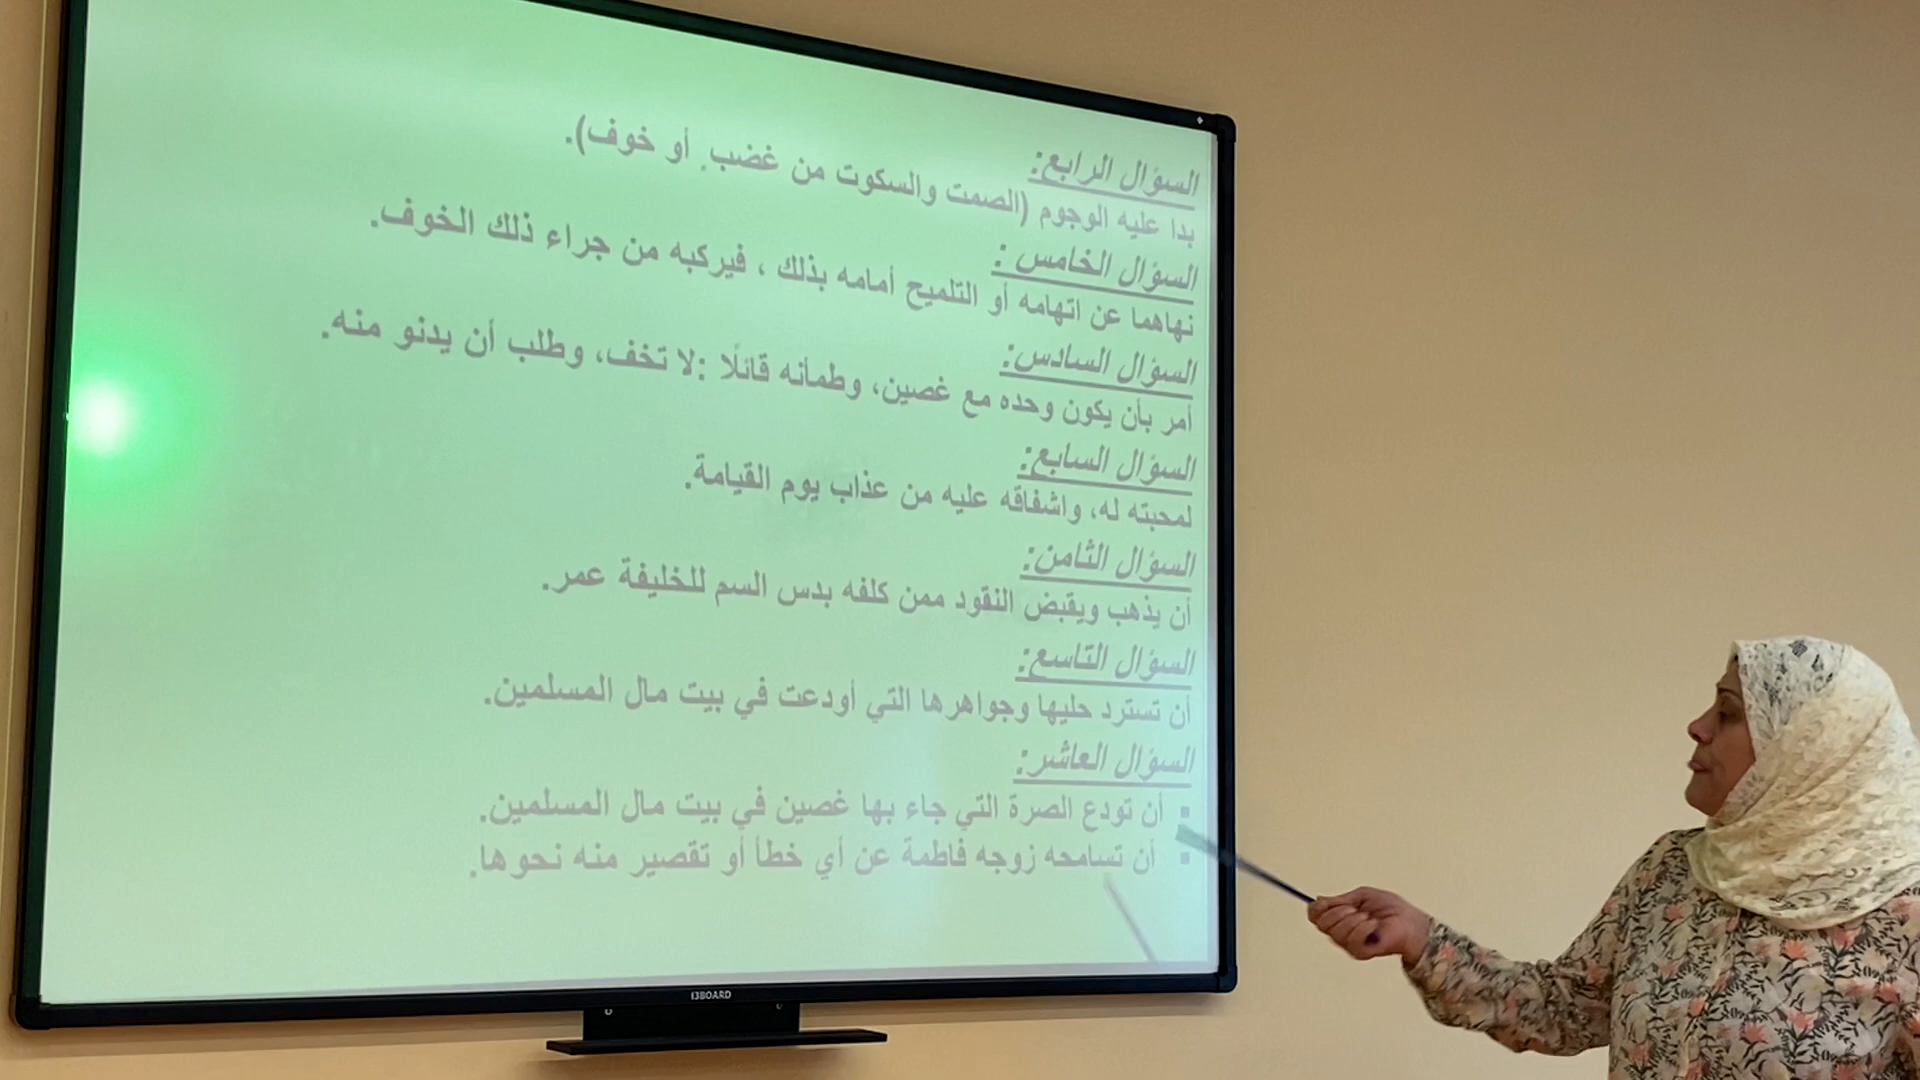 السؤال الرابع:
بدا عليه الوجوم (الصمت والسكوت من غضب. أو خوف).
السؤال الخامس :
نهاهما عن اتهامه أو التلميح أمامه بذلك ، فيركبه من جراء ذلك الخوف.
السؤال السادس:
أمر بأن يكون وحده مع غصين، وطمأنه قائلًا :لا تخف، وطلب أن يدنو منه.
السؤال السابع:
لمحبته له، واشفاقه عليه من عذاب يوم القيامة.
السؤال الثامن:
أن يذهب ويقبض النقود ممن كلفه بدس السم للخليفة عمر.
السؤال التاسع:
أن تسترد حليها وجواهرها التي أودعت في بيت مال المسلمين.
السؤال العاشر:
▪ أن تودع الصرة التي جاء بها غصين في بيت مال المسلمين.
▪ أن تسامحه زوجه فاطمة عن أي خطأ أو تقصير منه نحوها.
i3BOARD